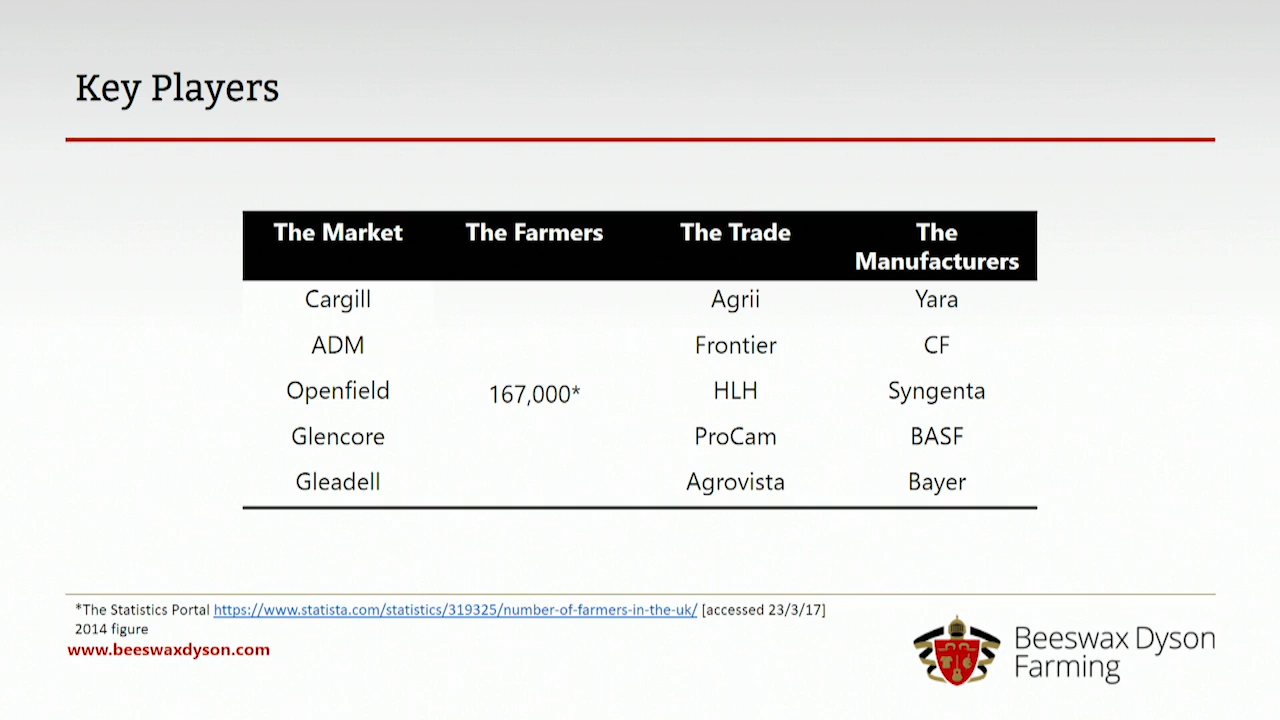 Key Players
The Market The Farmers The Trade The Manufacturers
Cargill Agrii Yara
ADM Frontier CF
Openfield 167,000* HLH Syngenta
Glencore ProCam BASF
Gleadell Agrovista Bayer
*The Statistics Portal https://www.statista.com/statistics/319325/number-of-farmers-in-the-uk/ [accessed 23/3/17]
2014 figure
www.beeswaxdyson.com
Beeswax Dyson
Farming